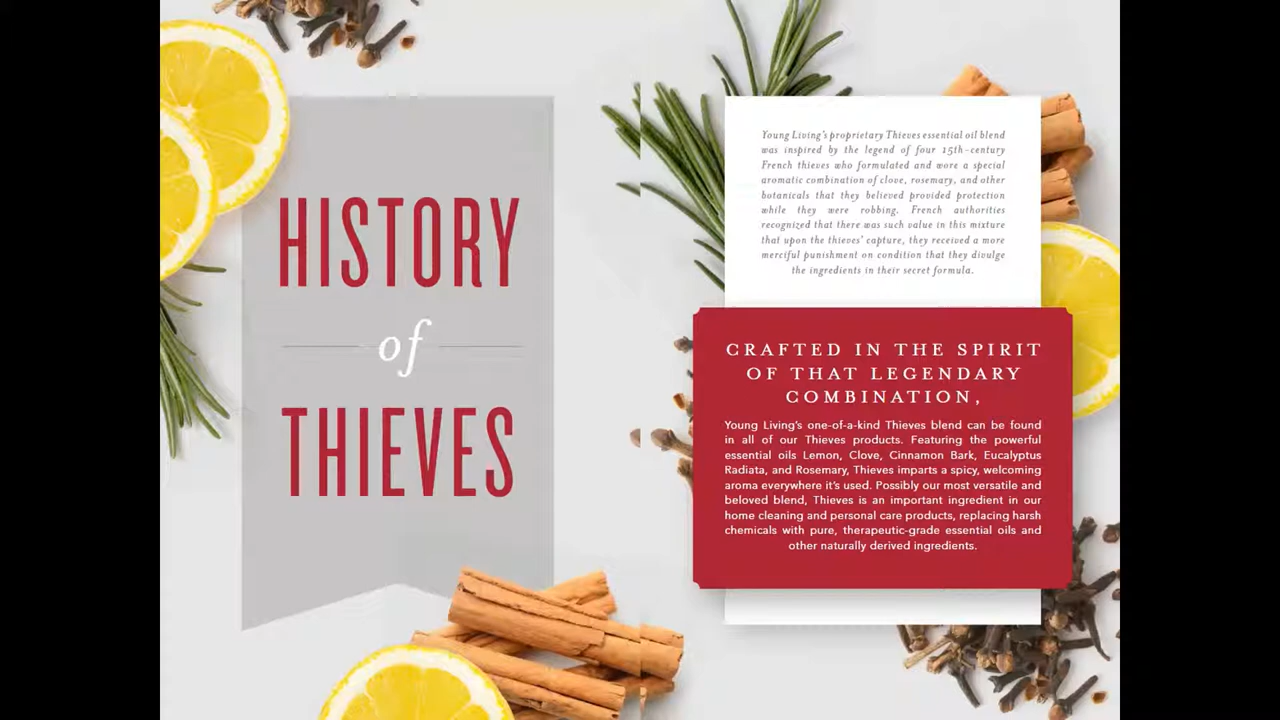 HISTORY
of
THIEVES
Young Living's proprietary Thieves essential oil blend
was inspired by the legend of four 15th-century
French thieves who formulated and wore a special
aromatic combination of clove, rosemary, and other
botanicals that they believed provided protection
while they were robbing. French authorities
recognized that there was such value in this mixture
that upon the thieves' capture, they received a more
merciful punishment on condition that they divulge
the ingredients in their secret formula.
CRAFTED IN THE SPIRIT
OF THAT LEGENDARY
COMBINATION,
Young Living's one-of-a-kind Thieves blend can be found
in all of our Thieves products. Featuring the powerful
essential oils Lemon, Clove, Cinnamon Bark, Eucalyptus
Radiata, and Rosemary, Thieves imparts a spicy, welcoming
aroma everywhere it's used. Possibly our most versatile and
beloved blend, Thieves is an important ingredient in our
home cleaning and personal care products, replacing harsh
chemicals with pure, therapeutic-grade essential oils and
other naturally derived ingredients.